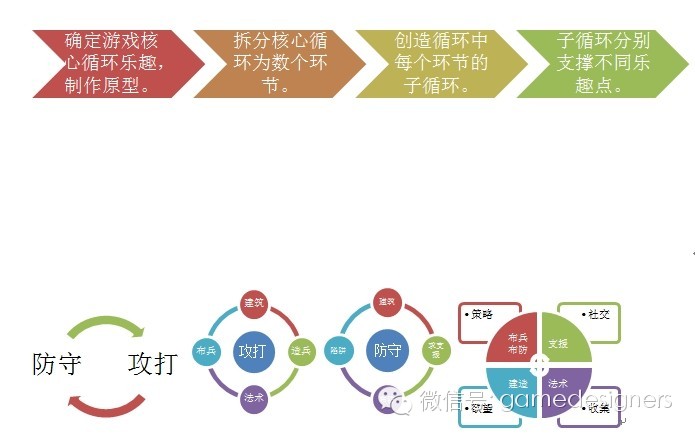 确定游戏核
心循环乐趣，
制作原型。
拆分核心循
环为数个环
节。
创造循环中
每个环节的
子循环。
子循环分别
支撑不同乐
趣点。
防守
攻打
建筑
布兵
攻打
造兵
法术
建筑
陷阱
防守
求支
援
•策略
•社交
布兵
布防
支援
建造
法术
•欲望
•收集
微信号: gamedesigners